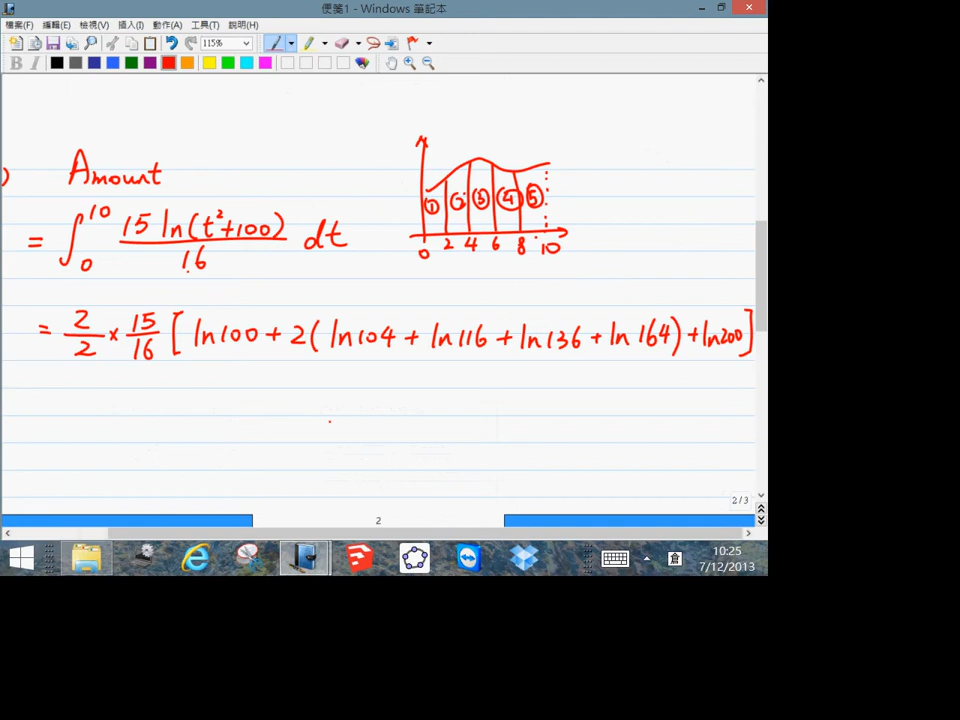 便箋1 - Windows 筆記本
檔案(F) 編輯(E) 檢視(V) 插入(I) 動作(A) 工具(T) 說明(H)
115%
B I
) Amount
= ∫₀¹⁰ 15 ln(t²+100) / 16 dt
① ② ③ ④ ⑤
0 2 4 6 8 10
= 2/2 × 15/16 [ ln100 + 2( ln104 + ln116 + ln136 + ln164) + ln200 ]
2/3
2
倉
10:25
7/12/2013